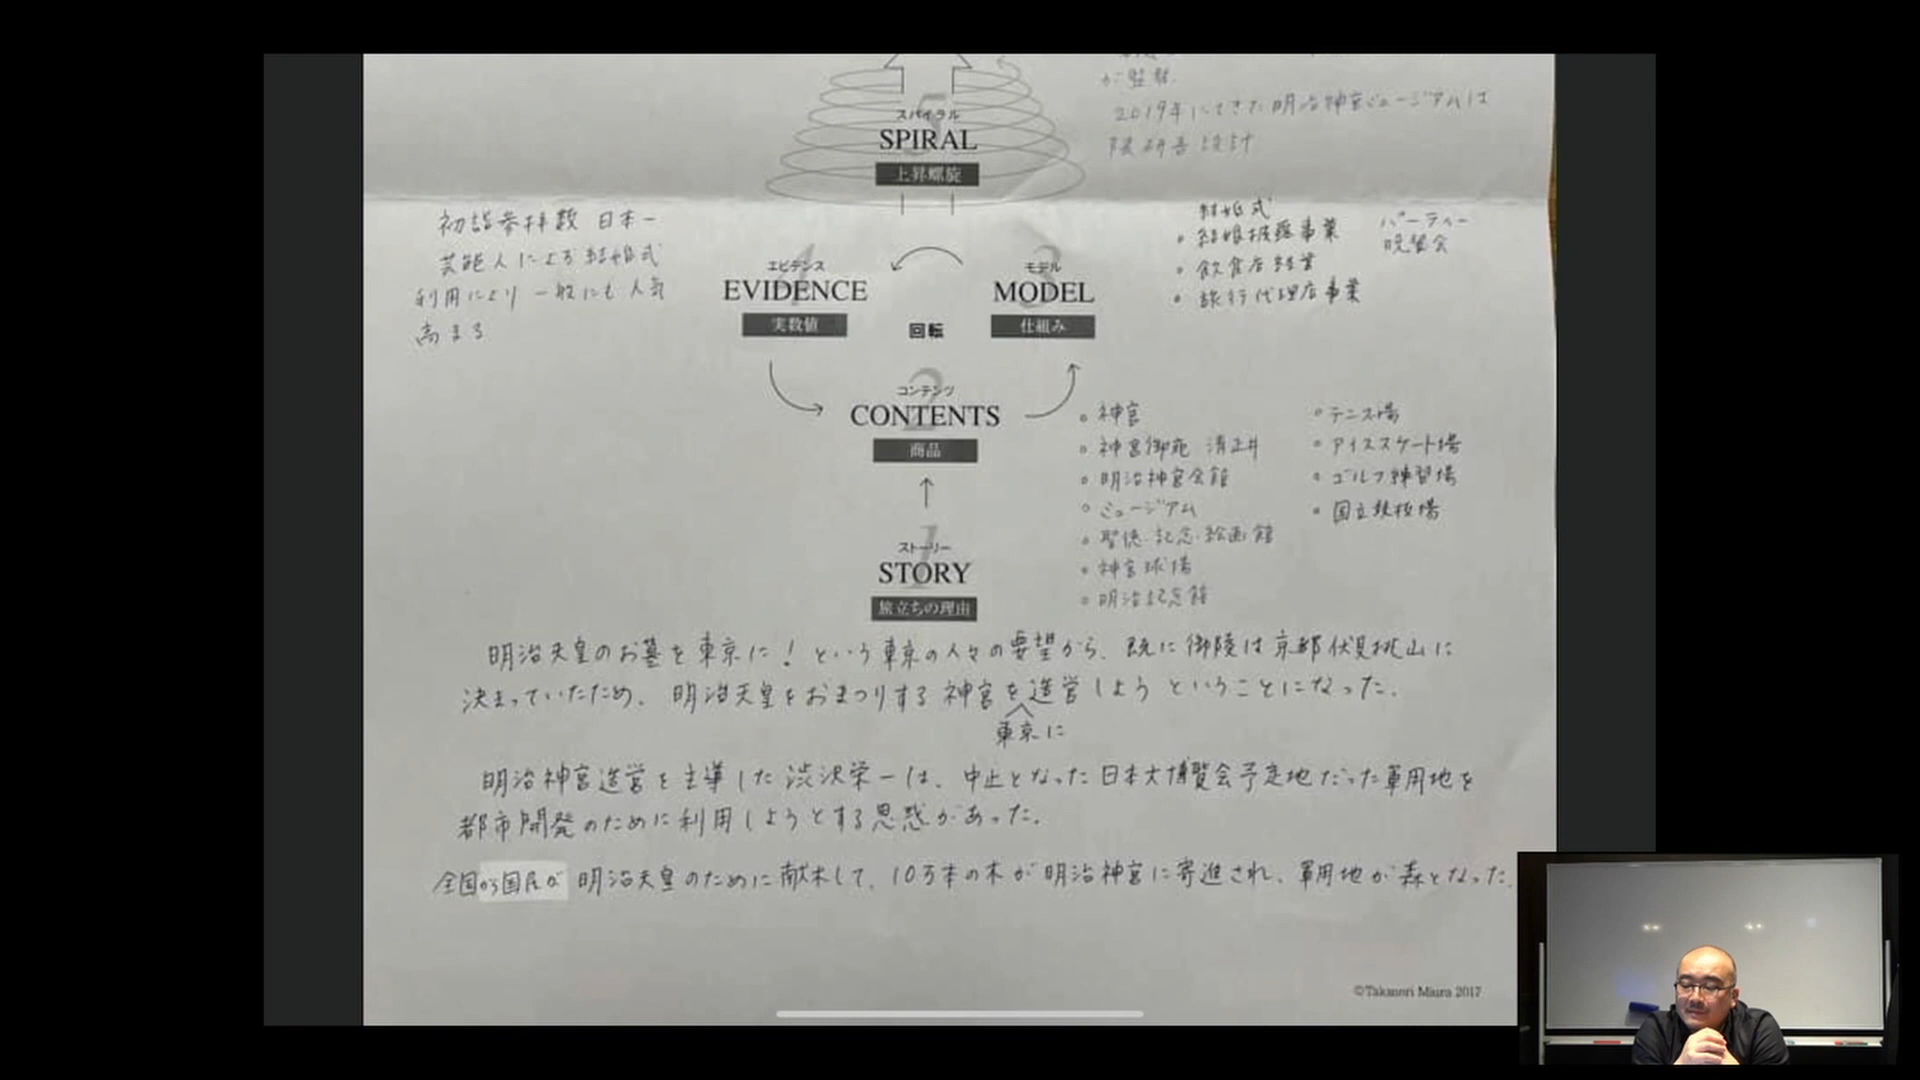 が監督.
2019年にできた明治神宮ミュージアムは
隈研吾設計
スパイラル
5
SPIRAL
上昇螺旋
初詣参拝数 日本一
芸能人による結婚式
利用により 一般にも人気
高まる
結婚式
• 結婚披露事業
• 飲食店経営
• 旅行代理店事業
パーティー
晩餐会
エビデンス
4
EVIDENCE
実数値
モデル
3
MODEL
仕組み
回転
コンテンツ
2
CONTENTS
商品
• 神宮
• 神宮御苑 清正井
• 明治神宮会館
• ミュージアム
• 聖徳記念絵画館
• 神宮球場
• 明治記念館
• テニス場
• アイススケート場
• ゴルフ練習場
• 国立競技場
ストーリー
1
STORY
旅立ちの理由
明治天皇のお墓を東京に！という東京の人々の要望から、既に御陵は京都伏見桃山に
決まっていたため、明治天皇をおまつりする神宮を造営しようということになった.
東京に
明治神宮造営を主導した渋沢栄一は、中止となった日本大博覧会予定地だった軍用地を
都市開発のために利用しようとする思惑があった.
全国から国民が 明治天皇のために献木して、10万本の木が明治神宮に寄進され、軍用地が森となった.
©Takanori Miura 2017